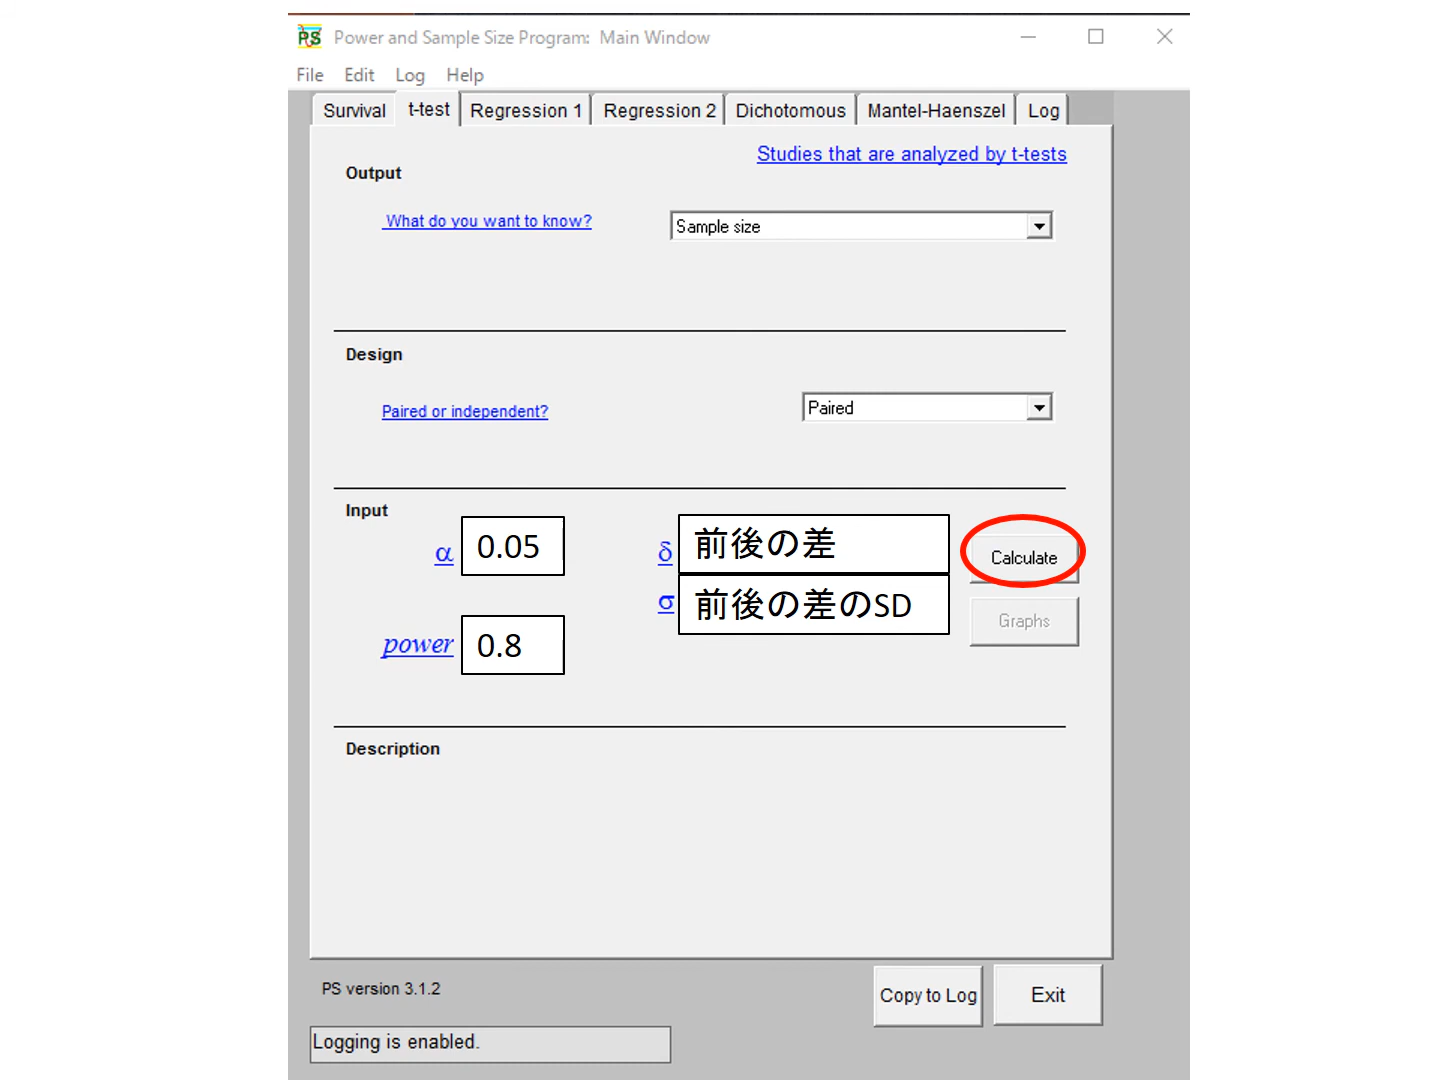 PS Power and Sample Size Program: Main Window
File Edit Log Help
Survival t-test Regression 1 Regression 2 Dichotomous Mantel-Haenszel Log
Studies that are analyzed by t-tests
Output
What do you want to know? Sample size
Design
Paired or independent? Paired
Input
α 0.05 δ 前後の差 Calculate
σ 前後の差のSD
Graphs
power 0.8
Description
PS version 3.1.2
Copy to Log Exit
Logging is enabled.